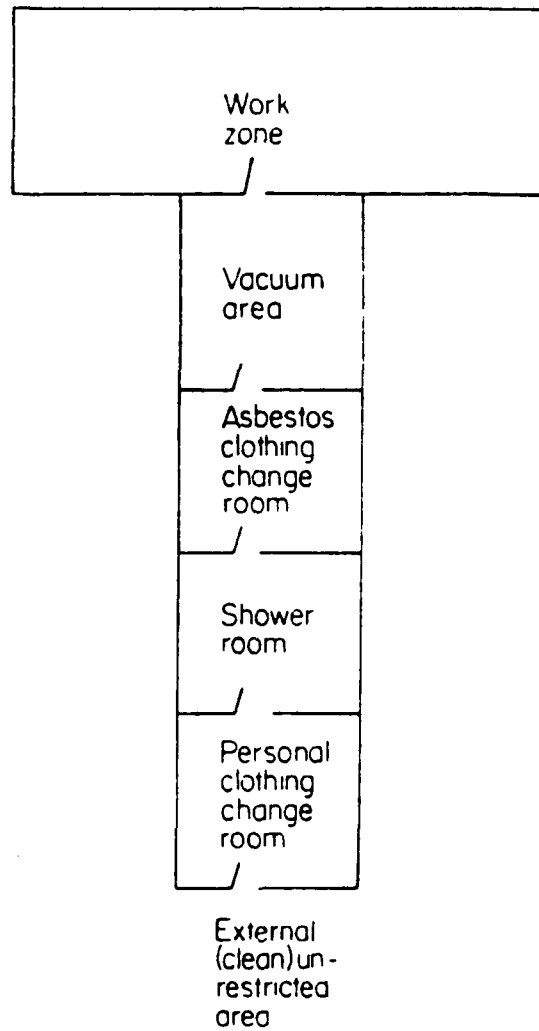 Work
zone
Vacuum
area
Asbestos
clothing
change
room
Shower
room
Personal
clothing
change
room
External
(clean) un-
restricted
area